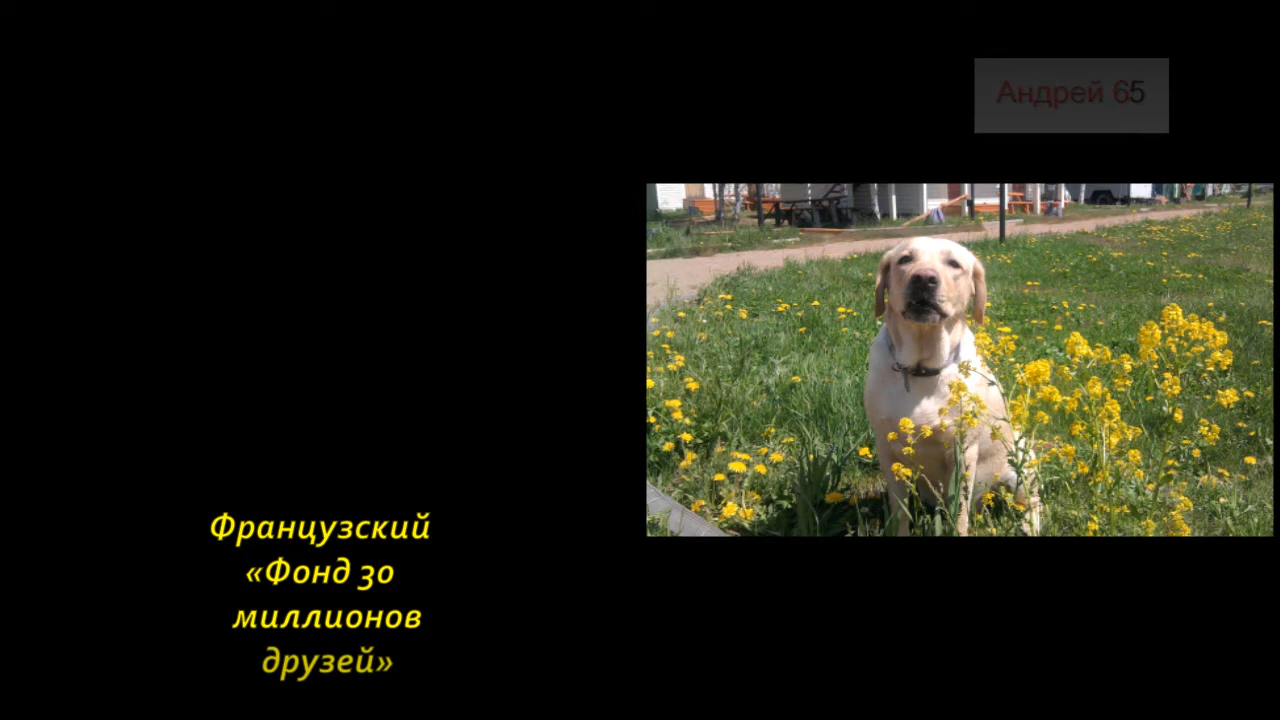 Андрей 65
Французский
«Фонд 30
миллионов
друзей»